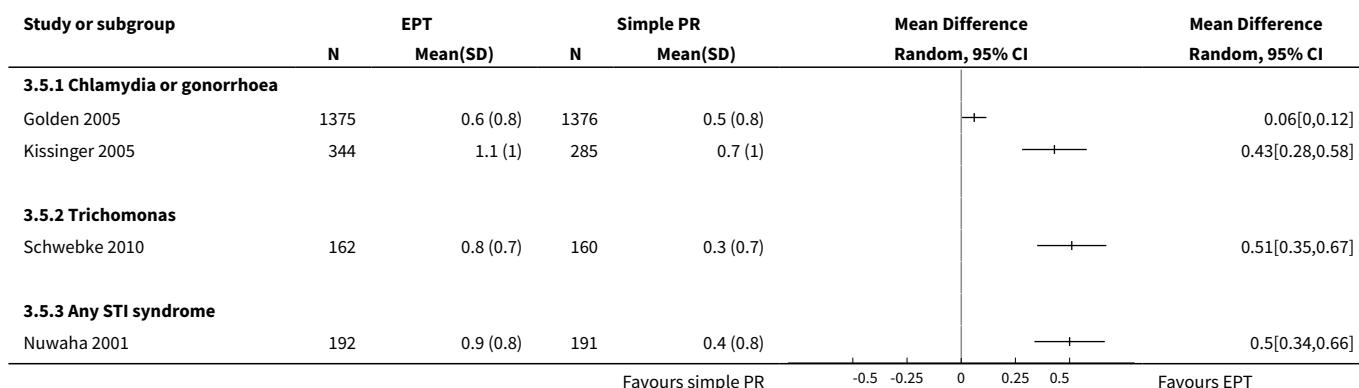 Study or subgroup EPT Simple PR Mean Difference Mean Difference
N Mean(SD) N Mean(SD) Random, 95% CI Random, 95% CI
3.5.1 Chlamydia or gonorrhoea
Golden 2005 1375 0.6 (0.8) 1376 0.5 (0.8) 0.06[0,0.12]
Kissinger 2005 344 1.1 (1) 285 0.7 (1) 0.43[0.28,0.58]
3.5.2 Trichomonas
Schwebke 2010 162 0.8 (0.7) 160 0.3 (0.7) 0.51[0.35,0.67]
3.5.3 Any STI syndrome
Nuwaha 2001 192 0.9 (0.8) 191 0.4 (0.8) 0.5[0.34,0.66]
Favours simple PR -0.5 -0.25 0 0.25 0.5 Favours EPT